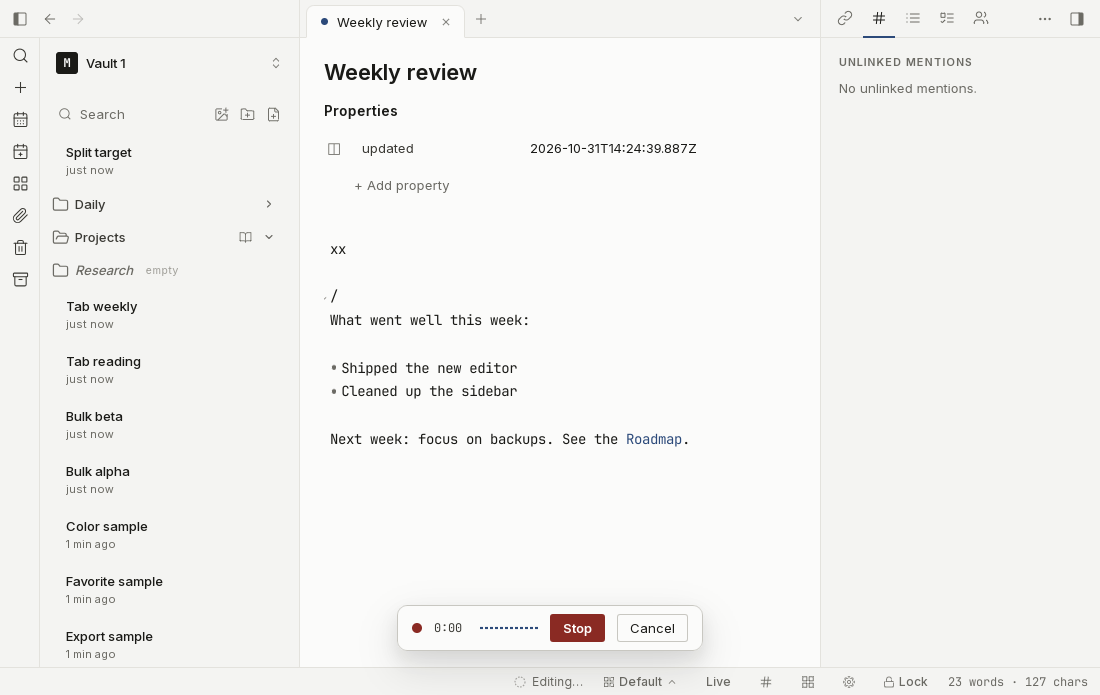 Weekly review
M Vault 1
Search
Split target
just now
Daily
Projects
Research empty
Tab weekly
just now
Tab reading
just now
Bulk beta
just now
Bulk alpha
just now
Color sample
1 min ago
Favorite sample
1 min ago
Export sample
1 min ago
Weekly review
Properties
updated 2026-10-31T14:24:39.887Z
+ Add property
xx
/
What went well this week:
• Shipped the new editor
• Cleaned up the sidebar
Next week: focus on backups. See the Roadmap.
0:00 Stop Cancel
UNLINKED MENTIONS
No unlinked mentions.
Editing… Default Live Lock 23 words · 127 chars